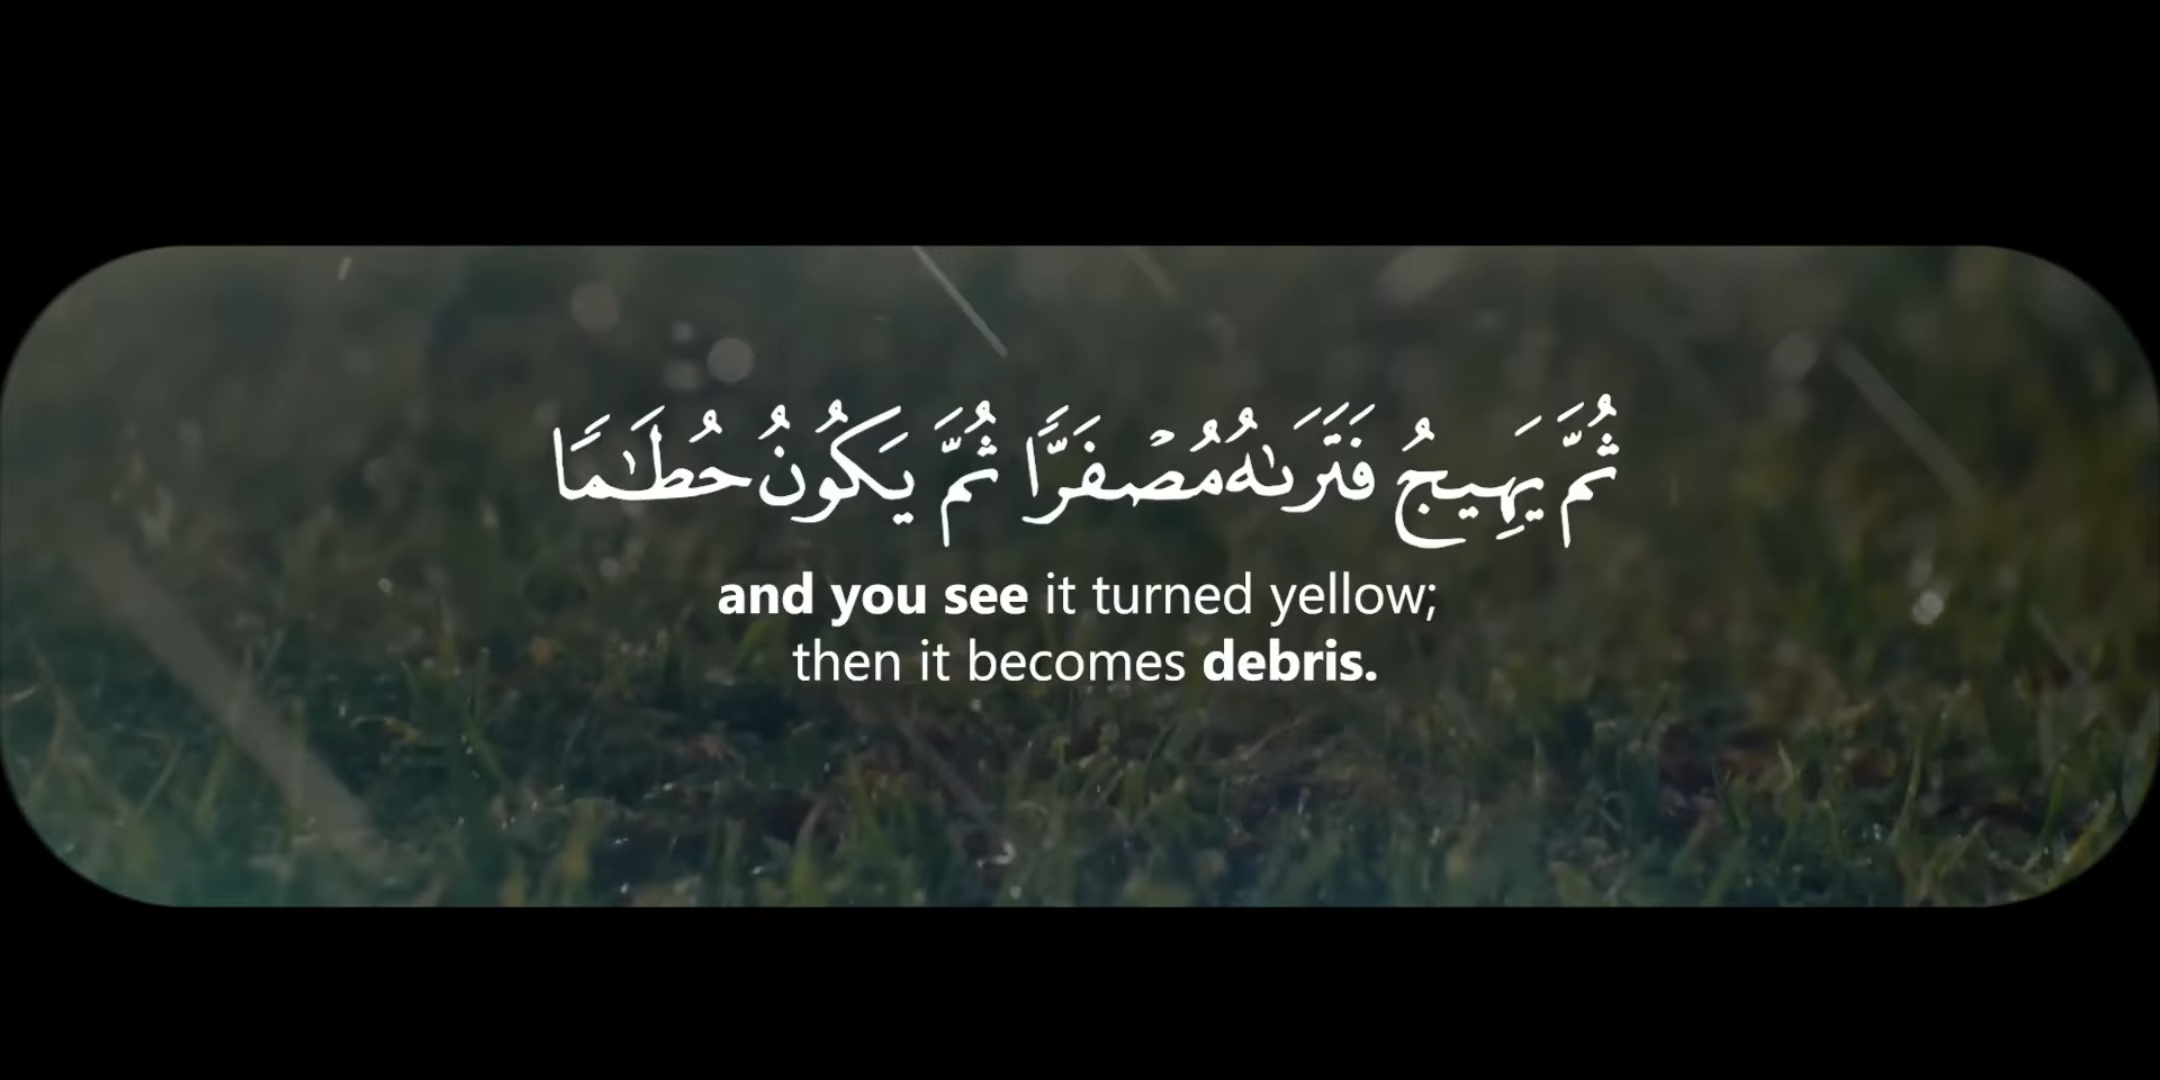 ثُمَّ يَهِيجُ فَتَرَىٰهُ مُصۡفَرًّا ثُمَّ يَكُونُ حُطَـٰمًا
and you see it turned yellow;
then it becomes debris.